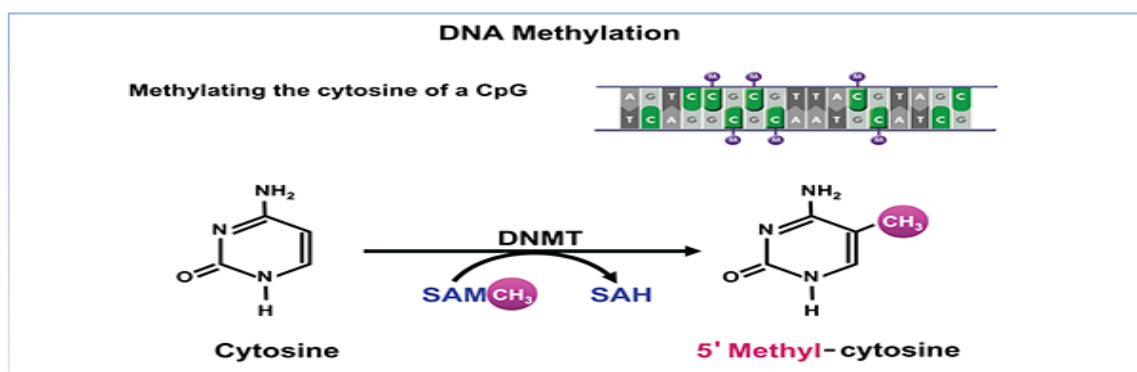 DNA Methylation
Methylating the cytosine of a CpG
M M M
A G T C C G C G T T A C G T A G C
T C A G G C G C A A T G C A T C G
M M M
NH₂
N
O
N
H
Cytosine
DNMT
SAM CH₃ SAH
NH₂
CH₃
N
O
N
H
5' Methyl-cytosine